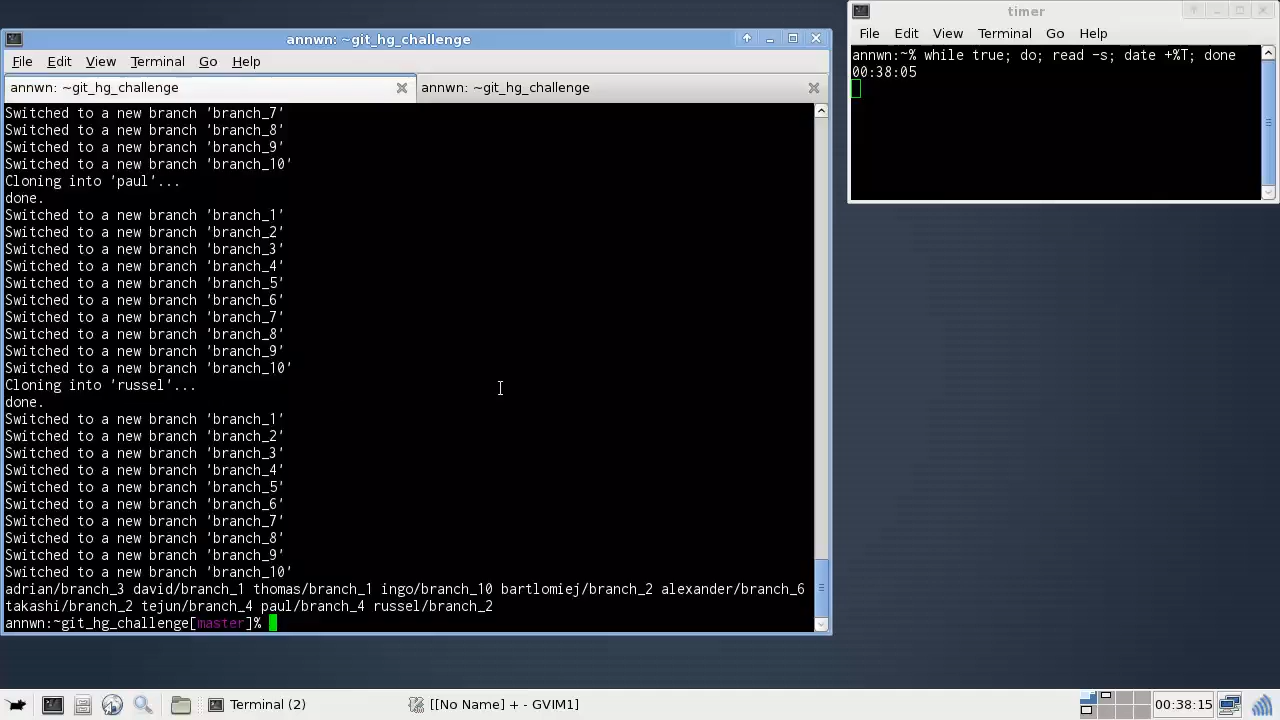 timer
File Edit View Terminal Go Help
annwn:~% while true; do; read -s; date +%T; done
00:38:05
annwn: ~git_hg_challenge
File Edit View Terminal Go Help
annwn: ~git_hg_challenge annwn: ~git_hg_challenge
Switched to a new branch 'branch_7'
Switched to a new branch 'branch_8'
Switched to a new branch 'branch_9'
Switched to a new branch 'branch_10'
Cloning into 'paul'...
done.
Switched to a new branch 'branch_1'
Switched to a new branch 'branch_2'
Switched to a new branch 'branch_3'
Switched to a new branch 'branch_4'
Switched to a new branch 'branch_5'
Switched to a new branch 'branch_6'
Switched to a new branch 'branch_7'
Switched to a new branch 'branch_8'
Switched to a new branch 'branch_9'
Switched to a new branch 'branch_10'
Cloning into 'russel'...
done.
Switched to a new branch 'branch_1'
Switched to a new branch 'branch_2'
Switched to a new branch 'branch_3'
Switched to a new branch 'branch_4'
Switched to a new branch 'branch_5'
Switched to a new branch 'branch_6'
Switched to a new branch 'branch_7'
Switched to a new branch 'branch_8'
Switched to a new branch 'branch_9'
Switched to a new branch 'branch_10'
david/branch_1 thomas/branch_1 ingo/branch_10 bartlomiej/branch_2 alexander/branch_6
tejun/branch_4 paul/branch_4 russel/branch_2
annwn:~git_hg_challenge[master]%
Terminal (2) [[No Name] + - GVIM1] 00:38:15